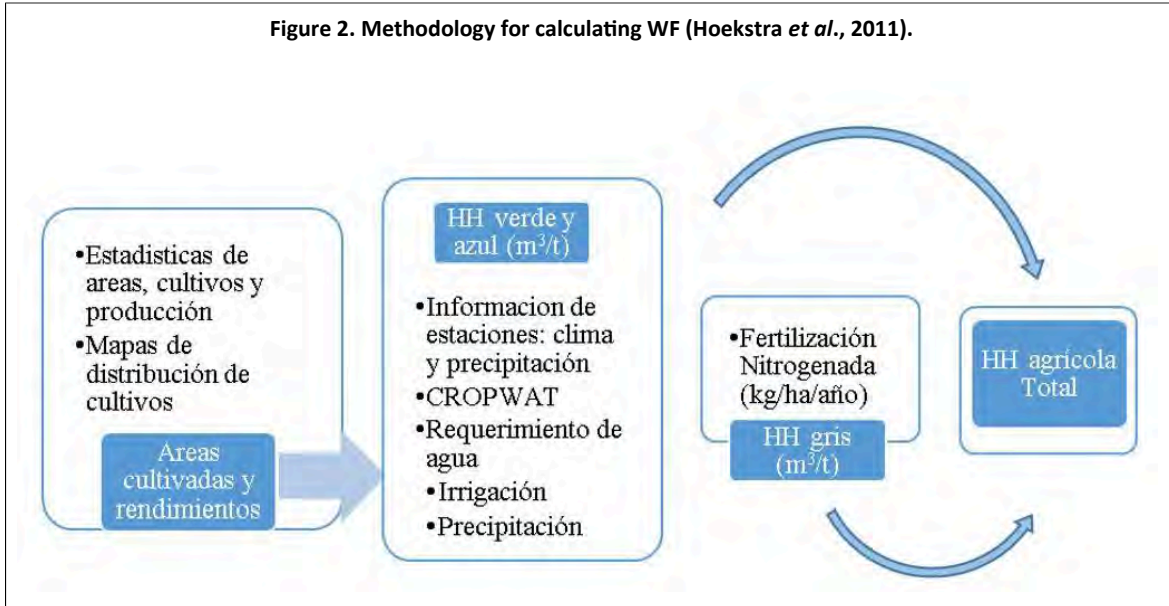 Figure 2. Methodology for calculating WF (Hoekstra et al., 2011).
•Estadisticas de
areas, cultivos y
producción
•Mapas de
distribución de
cultivos
Areas
cultivadas y
rendimientos
HH verde y
azul (m³/t)
•Informacion de
estaciones: clima
y precipitación
•CROPWAT
•Requerimiento de
agua
•Irrigación
•Precipitación
•Fertilización
Nitrogenada
(kg/ha/año)
HH gris
(m³/t)
HH agrícola
Total